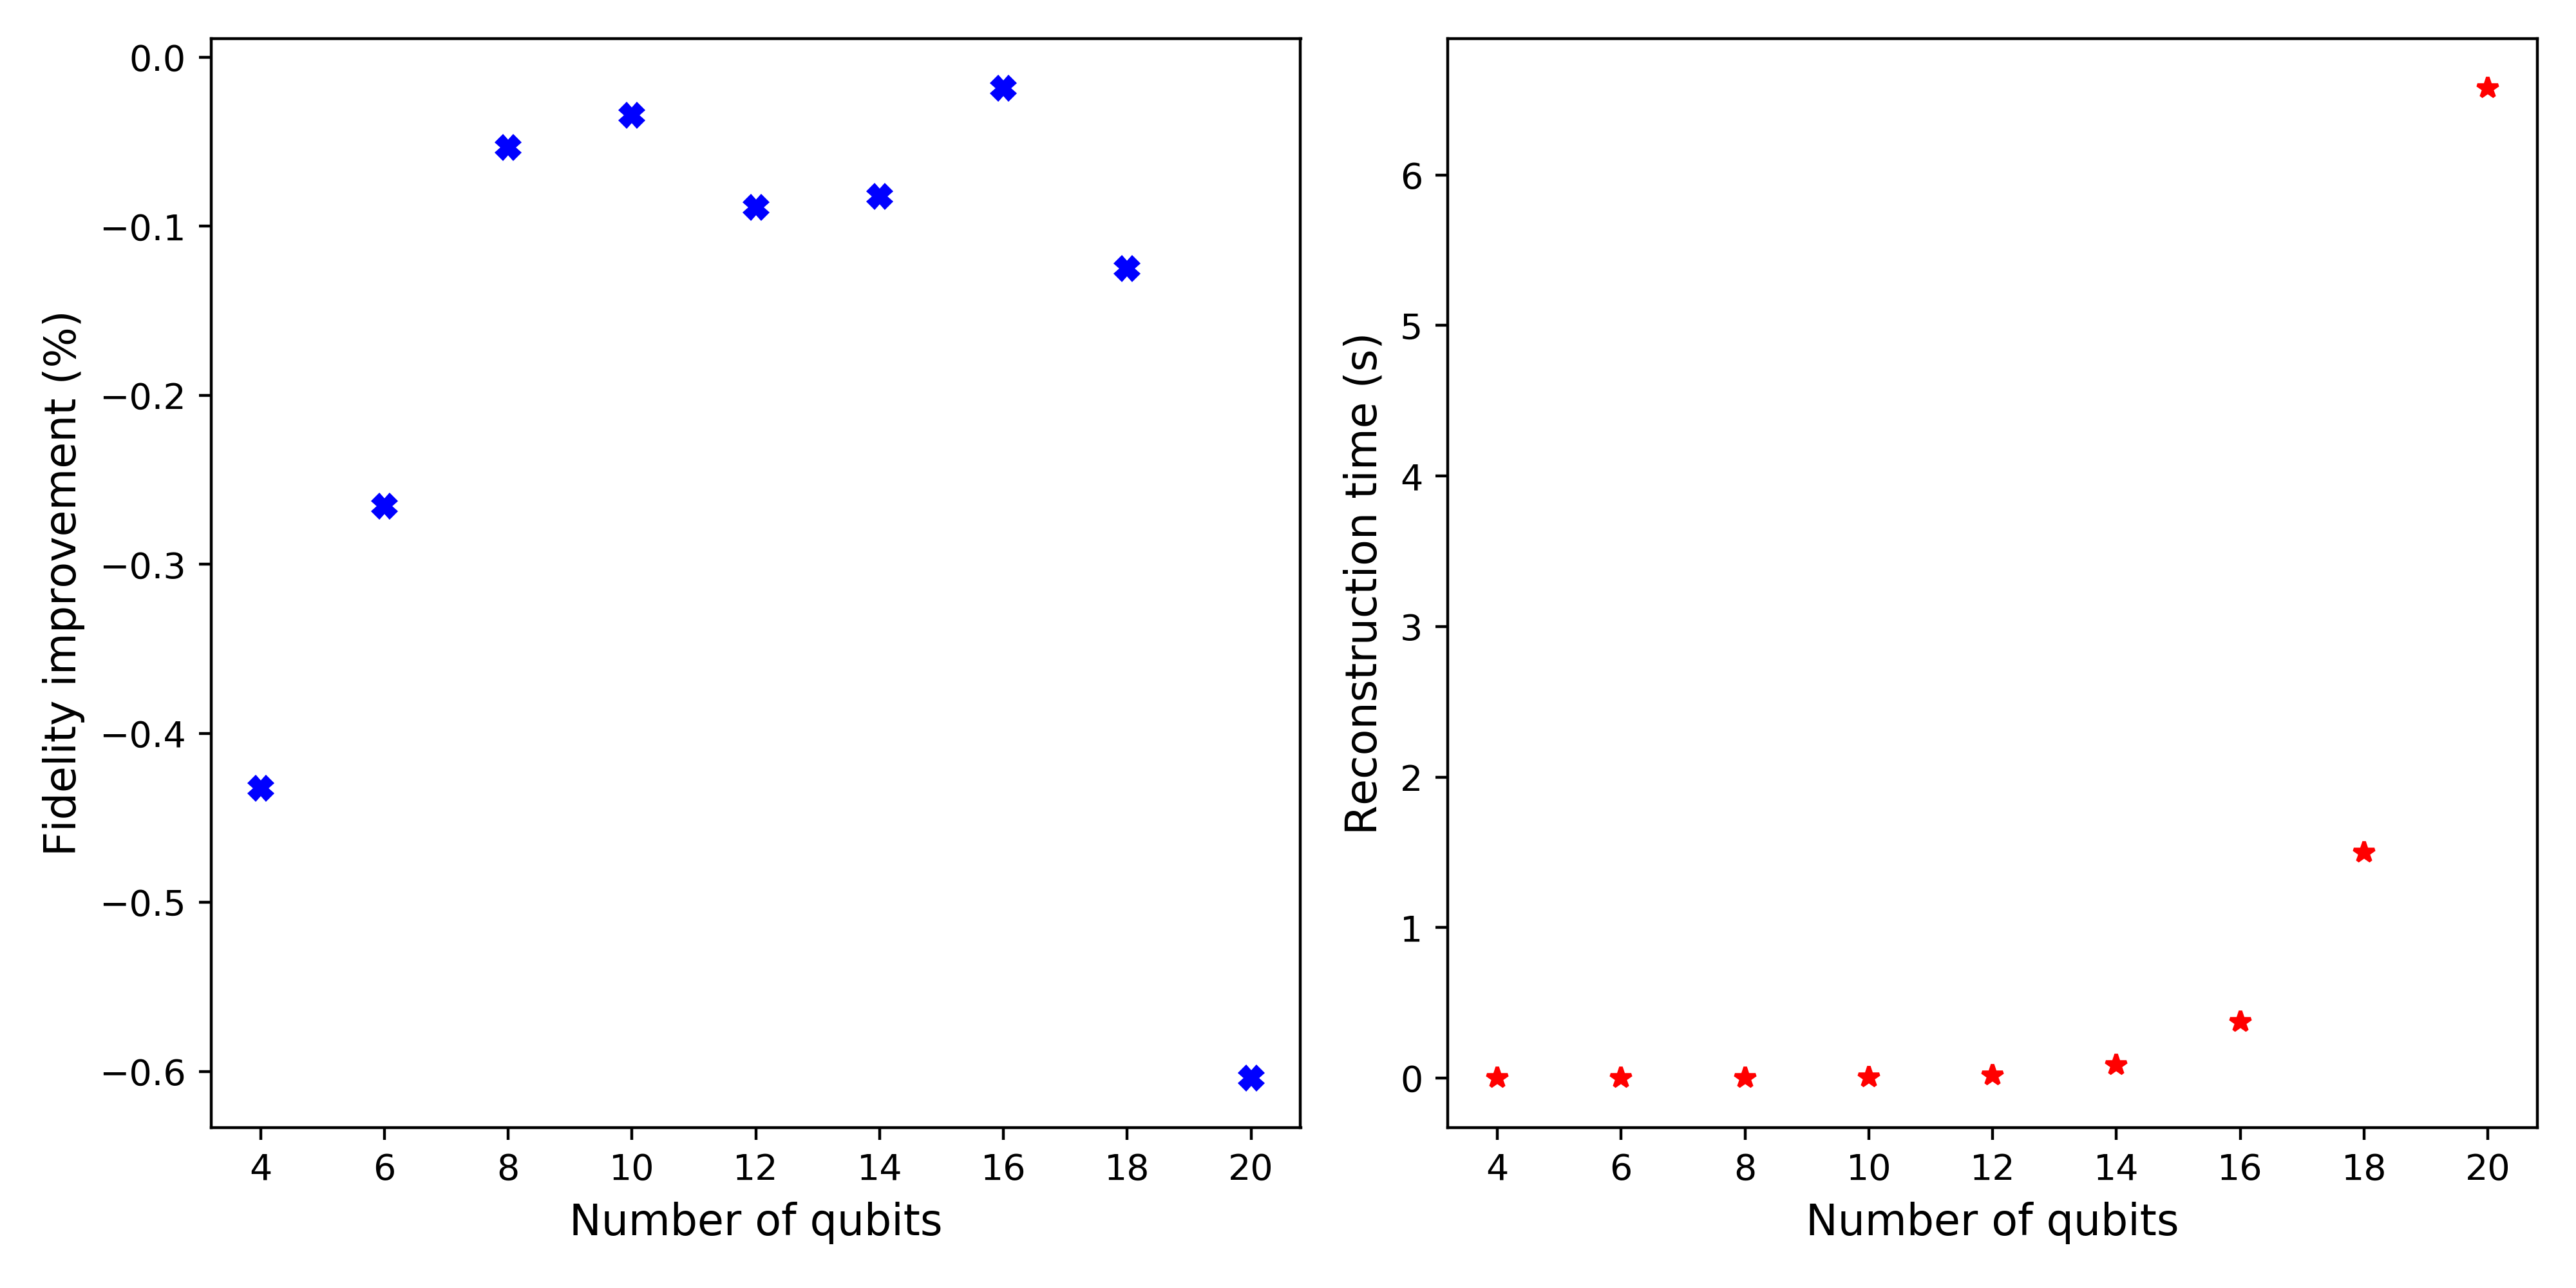 0.0
−0.1
−0.2
−0.3
−0.4
−0.5
−0.6
Fidelity improvement (%)
4 6 8 10 12 14 16 18 20
Number of qubits
6
5
4
3
2
1
0
Reconstruction time (s)
4 6 8 10 12 14 16 18 20
Number of qubits